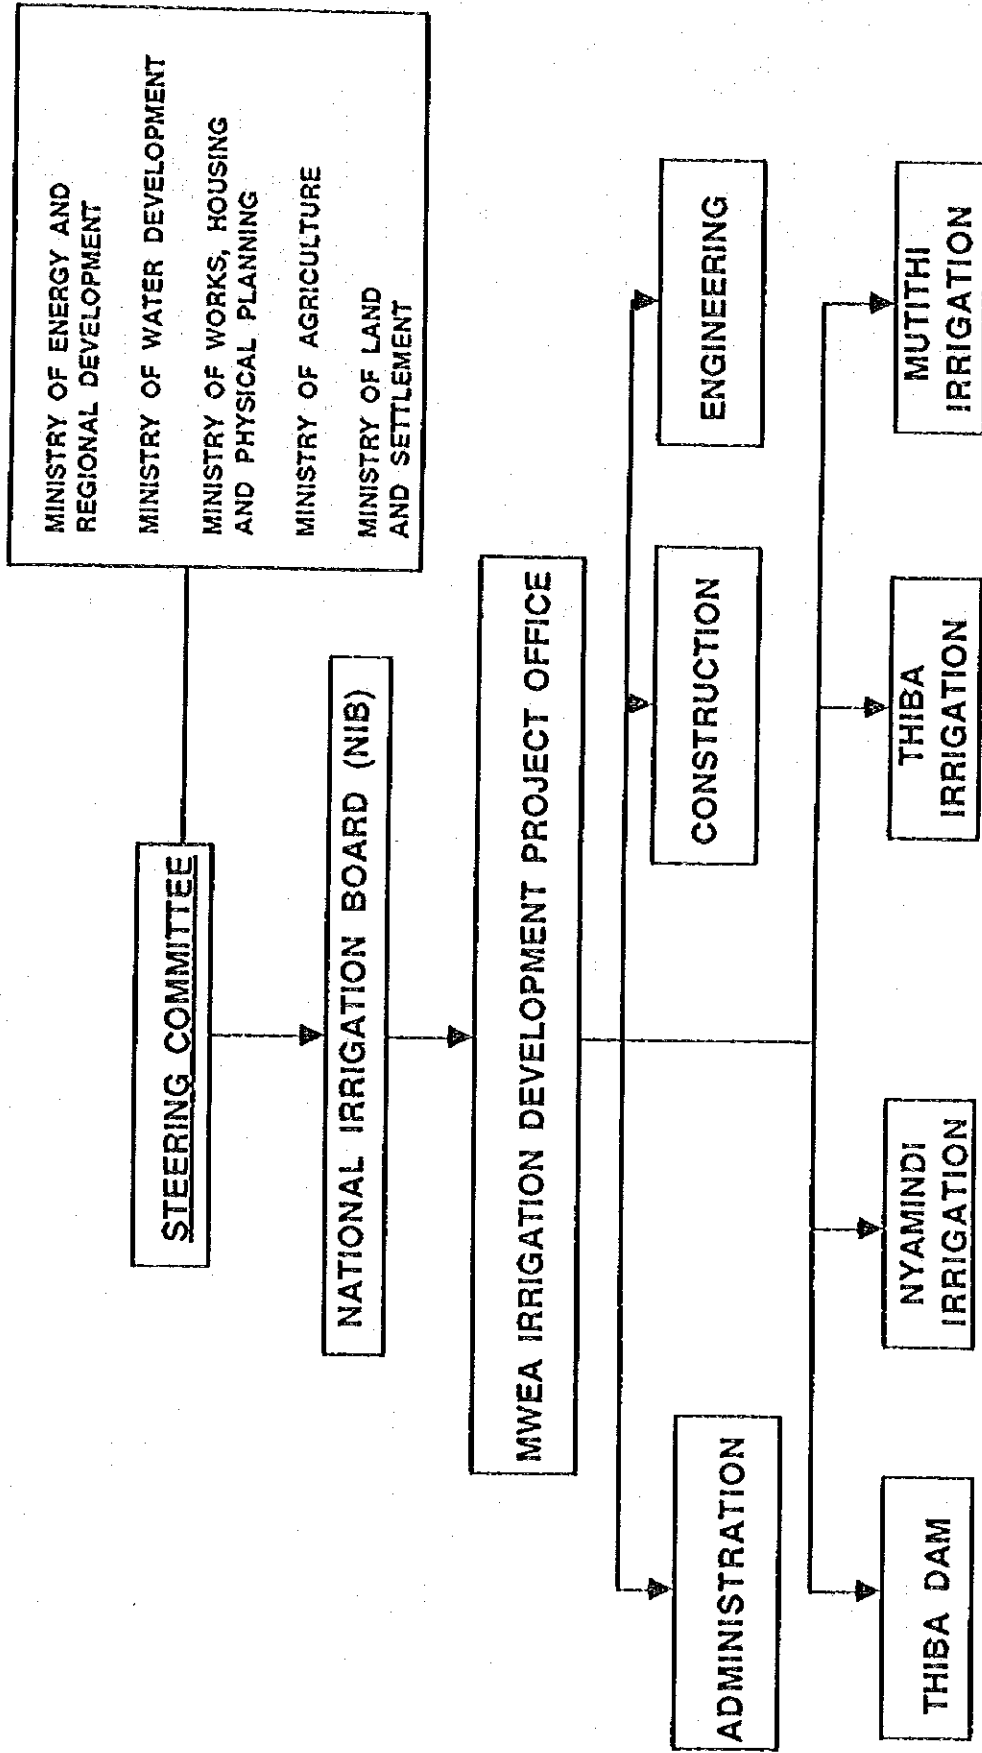 MINISTRY OF ENERGY AND
REGIONAL DEVELOPMENT
MINISTRY OF WATER DEVELOPMENT
MINISTRY OF WORKS, HOUSING
AND PHYSICAL PLANNING
MINISTRY OF AGRICULTURE
MINISTRY OF LAND
AND SETTLEMENT
STEERING COMMITTEE
NATIONAL IRRIGATION BOARD (NIB)
MWEA IRRIGATION DEVELOPMENT PROJECT OFFICE
ADMINISTRATION
CONSTRUCTION
ENGINEERING
THIBA DAM
NYAMINDI
IRRIGATION
THIBA
IRRIGATION
MUTITHI
IRRIGATION